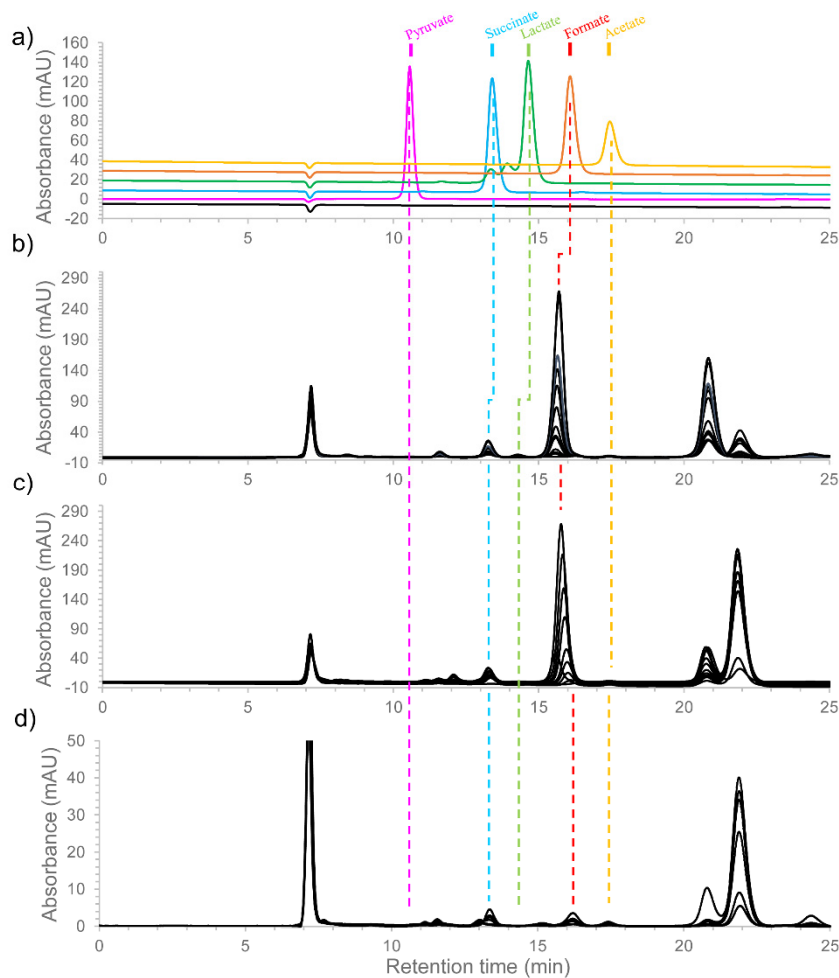 a)
Pyruvate Succinate Lactate Formate Acetate
Absorbance (mAU)
160
140
120
100
80
60
40
20
0
-20
0 5 10 15 20 25
b)
Absorbance (mAU)
290
240
190
140
90
40
-10
0 5 10 15 20 25
c)
Absorbance (mAU)
290
240
190
140
90
40
-10
0 5 10 15 20 25
d)
Absorbance (mAU)
50
40
30
20
10
0
0 5 10 15 20 25
Retention time (min)